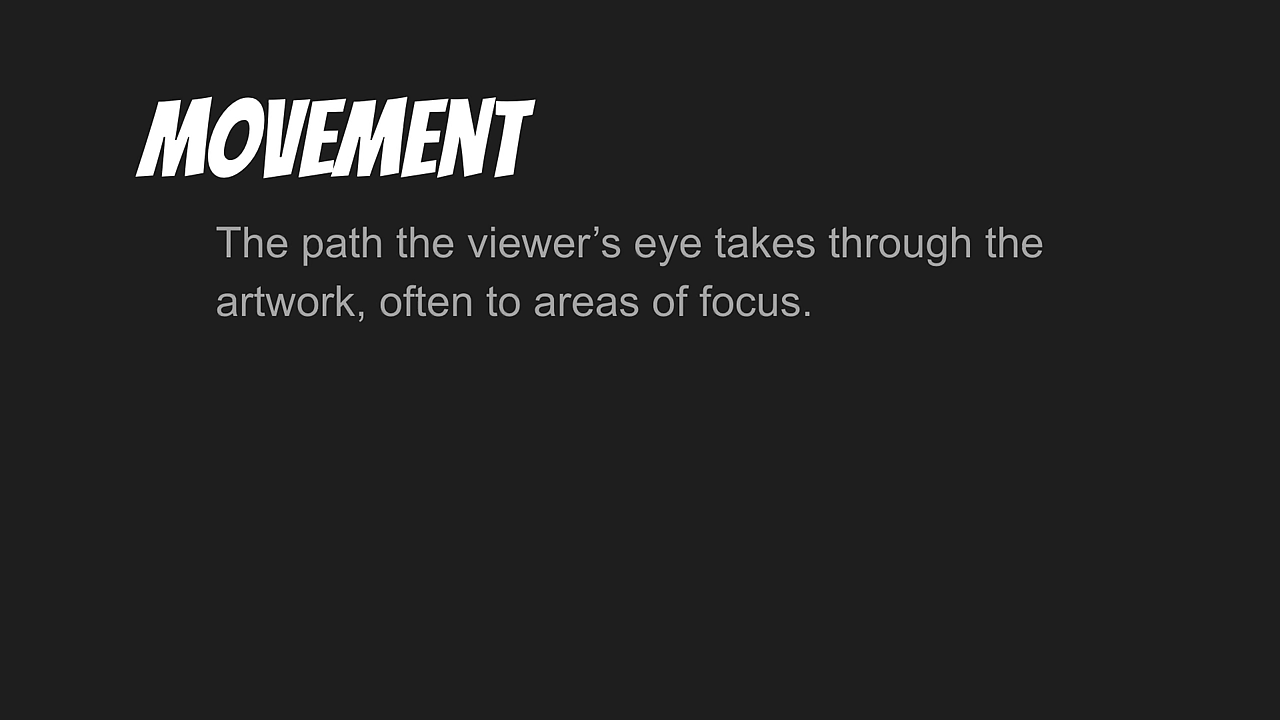 MOVEMENT
The path the viewer’s eye takes through the
artwork, often to areas of focus.